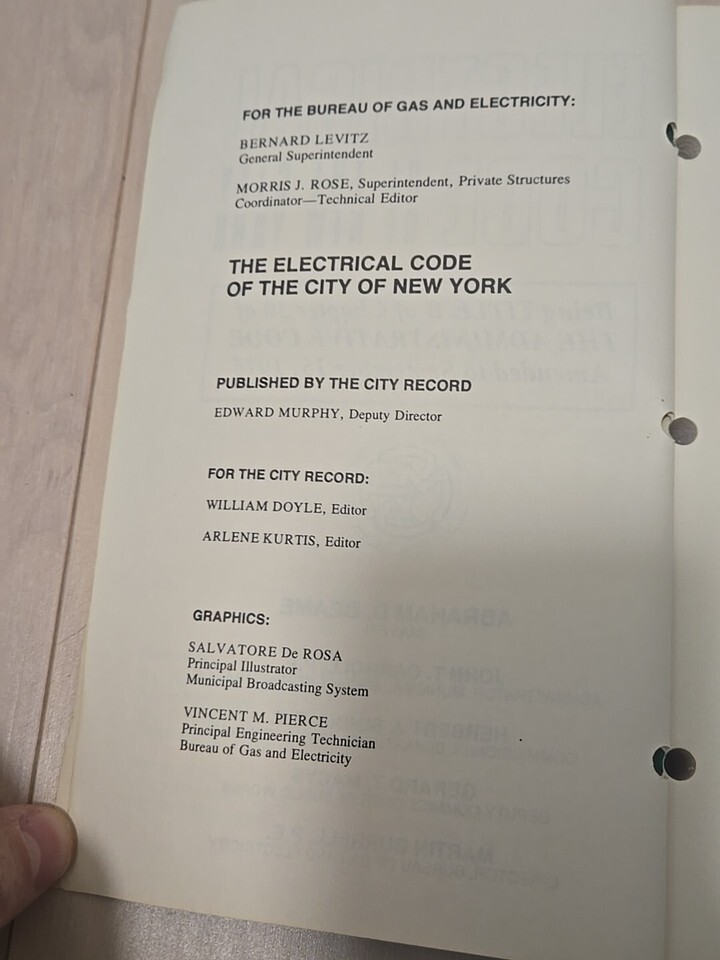 FOR THE BUREAU OF GAS AND ELECTRICITY:
BERNARD LEVITZ
General Superintendent
MORRIS J. ROSE, Superintendent, Private Structures
Coordinator—Technical Editor
THE ELECTRICAL CODE
OF THE CITY OF NEW YORK
PUBLISHED BY THE CITY RECORD
EDWARD MURPHY, Deputy Director
FOR THE CITY RECORD:
WILLIAM DOYLE, Editor
ARLENE KURTIS, Editor
GRAPHICS:
SALVATORE De ROSA
Principal Illustrator
Municipal Broadcasting System
VINCENT M. PIERCE
Principal Engineering Technician
Bureau of Gas and Electricity